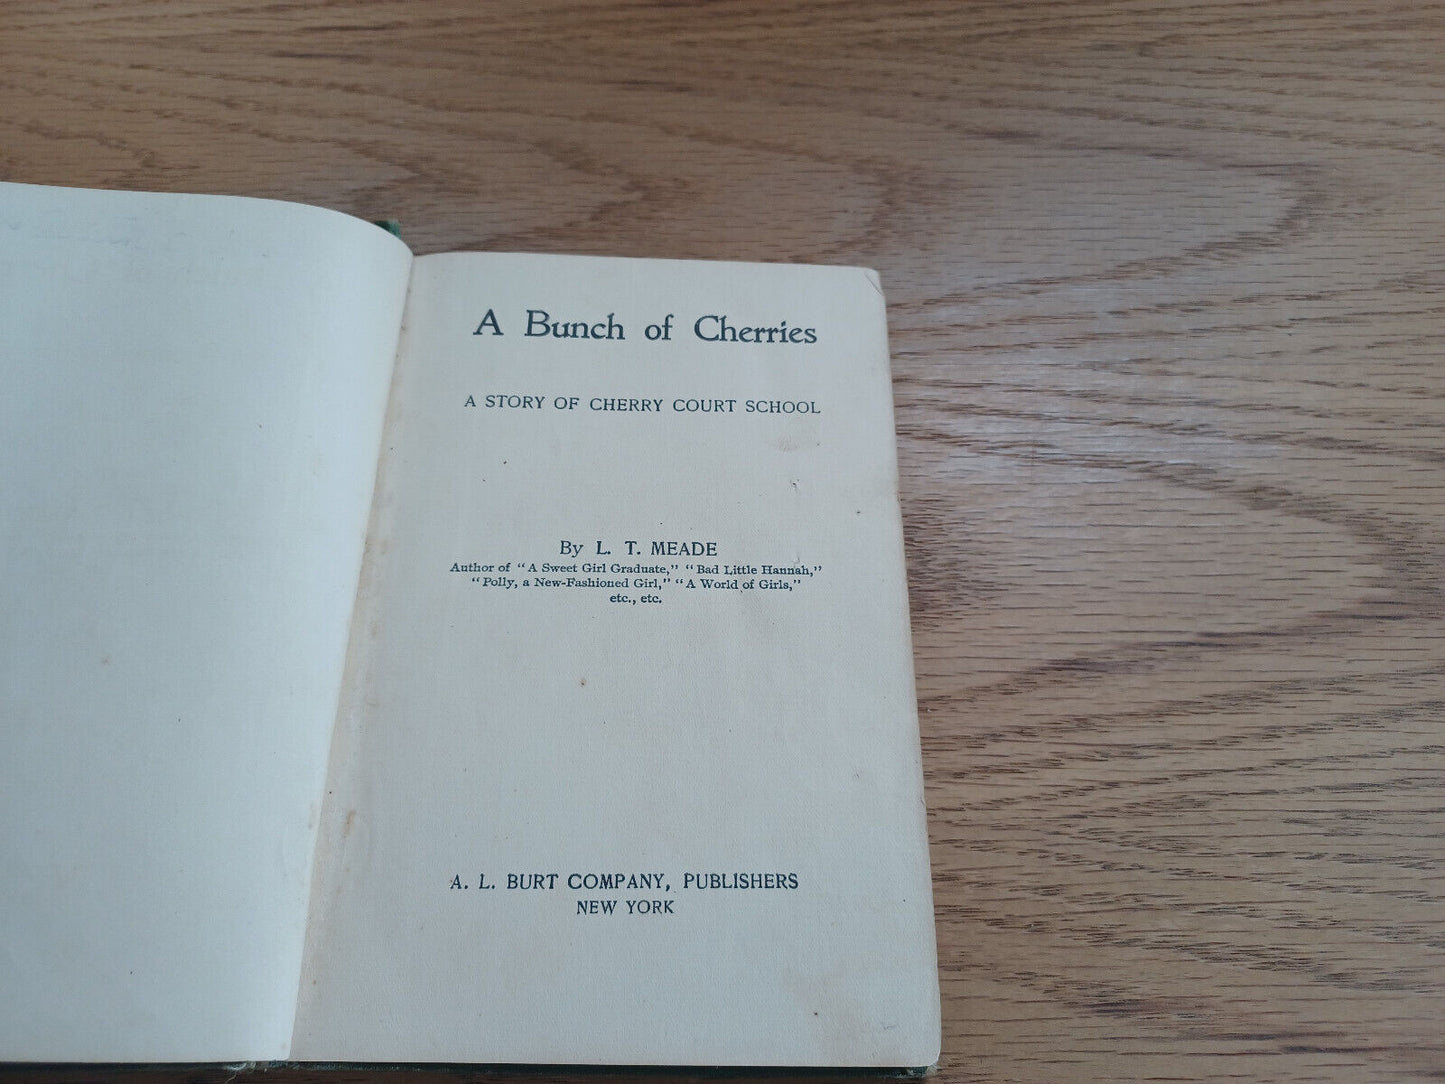 A Bunch of Cherries
A STORY OF CHERRY COURT SCHOOL
By L. T. MEADE
Author of "A Sweet Girl Graduate," "Bad Little Hannah,"
"Polly, a New-Fashioned Girl," "A World of Girls,"
etc., etc.
A. L. BURT COMPANY, PUBLISHERS
NEW YORK